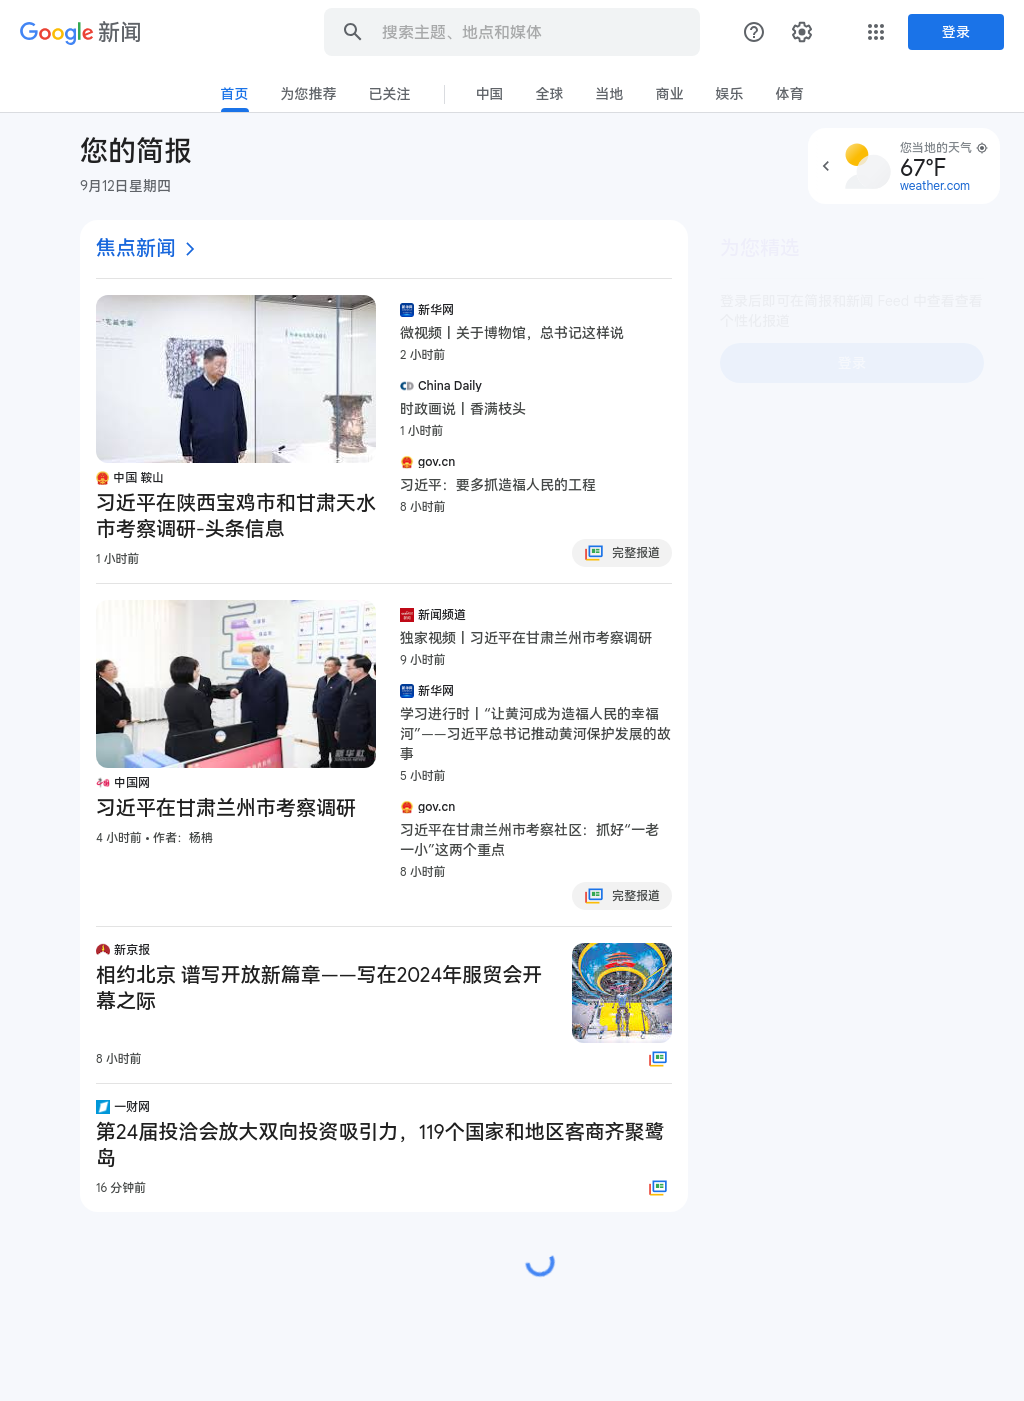 Google 新闻
搜索主题、地点和媒体
登录
首页
为您推荐
已关注
中国
全球
当地
商业
娱乐
体育
您的简报
9月12日星期四
您当地的天气
67°F
weather.com
焦点新闻
中国 鞍山
习近平在陕西宝鸡市和甘肃天水
市考察调研-头条信息
1 小时前
新华网
微视频丨关于博物馆，总书记这样说
2 小时前
China Daily
时政画说丨香满枝头
1 小时前
gov.cn
习近平：要多抓造福人民的工程
8 小时前
完整报道
为您精选
登录后即可在简报和新闻 Feed 中查看查看
个性化报道
登录
新华社
中国网
习近平在甘肃兰州市考察调研
4 小时前 • 作者：杨冉
新闻频道
独家视频丨习近平在甘肃兰州市考察调研
9 小时前
新华网
学习进行时丨“让黄河成为造福人民的幸福
河”——习近平总书记推动黄河保护发展的故
事
5 小时前
gov.cn
习近平在甘肃兰州市考察社区：抓好“一老
一小”这两个重点
8 小时前
完整报道
新京报
相约北京 谱写开放新篇章——写在2024年服贸会开
幕之际
8 小时前
一财网
第24届投洽会放大双向投资吸引力，119个国家和地区客商齐聚鹭
岛
16 分钟前